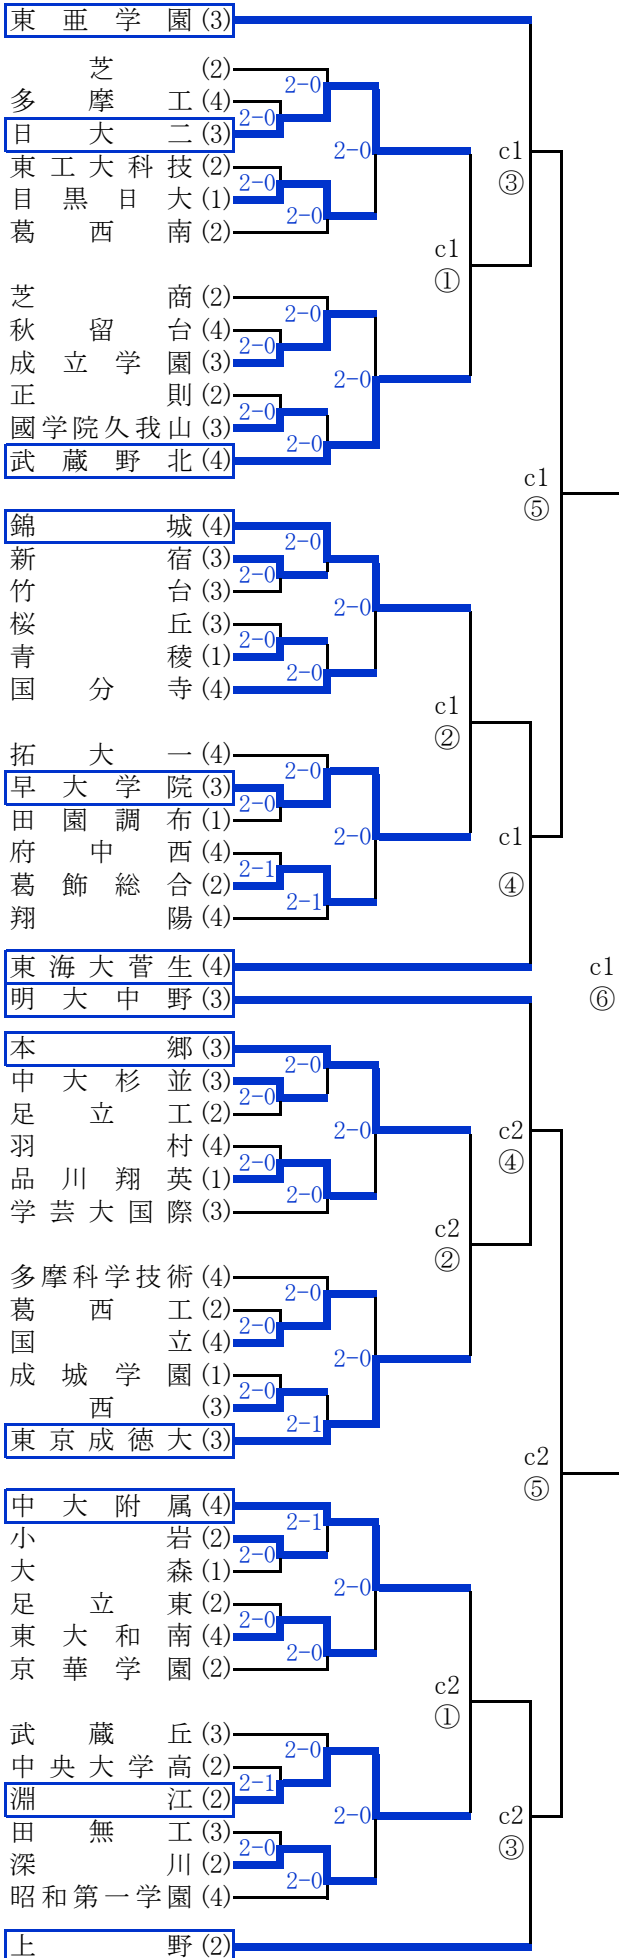 東亜学園(3)
芝(2)
2-0
多摩工(4)
2-0
日大二(3)
2-0
c1
東工大科技(2)
2-0
③
目黒日大(1)
2-0
葛西南(2)
c1
①
芝商(2)
2-0
秋留台(4)
2-0
成立学園(3)
2-0
正則(2)
2-0
國学院久我山(3)
2-0
武蔵野北(4)
c1
⑤
錦城(4)
2-0
新宿(3)
2-0
竹台(3)
2-0
桜丘(3)
2-0
青稜(1)
2-0
国分寺(4)
c1
②
拓大一(4)
2-0
早大学院(3)
2-0
田園調布(1)
2-0
c1
府中西(4)
2-1
葛飾総合(2)
④
2-1
翔陽(4)
東海大菅生(4)
c1
明大中野(3)
⑥
本郷(3)
2-0
中大杉並(3)
2-0
足立工(2)
2-0
c2
羽村(4)
2-0
④
品川翔英(1)
2-0
学芸大国際(3)
c2
②
多摩科学技術(4)
2-0
葛西工(2)
2-0
国立(4)
2-0
成城学園(1)
2-0
西(3)
2-1
東京成徳大(3)
c2
⑤
中大附属(4)
2-1
小岩(2)
2-0
大森(1)
2-0
足立東(2)
2-0
東大和南(4)
2-0
京華学園(2)
c2
①
武蔵丘(3)
2-0
中央大学高(2)
2-1
淵江(2)
2-0
c2
田無工(3)
2-0
③
深川(2)
2-0
昭和第一学園(4)
上野(2)